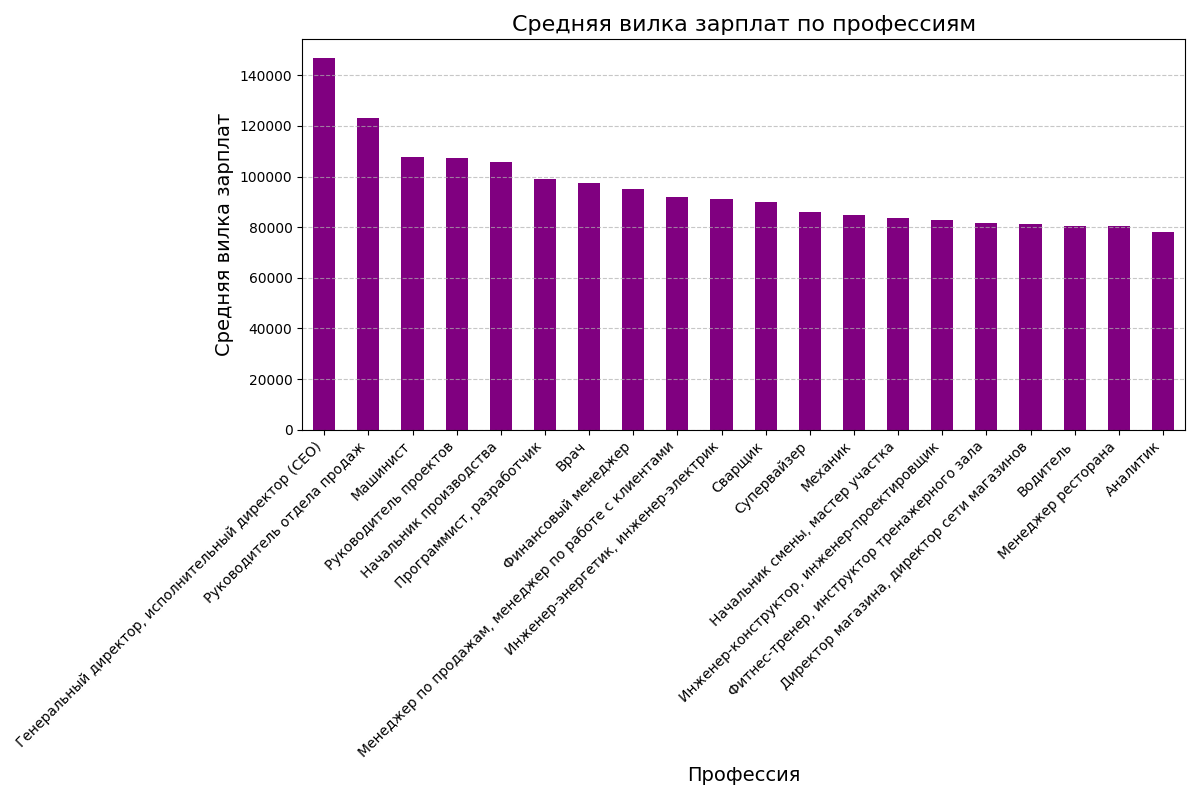 Средняя вилка зарплат по профессиям
Средняя вилка зарплат
140000
120000
100000
80000
60000
40000
20000
0
Генеральный директор, исполнительный директор (CEO)
Руководитель отдела продаж
Машинист
Руководитель проектов
Начальник производства
Программист, разработчик
Врач
Финансовый менеджер
Менеджер по продажам, менеджер по работе с клиентами
Инженер-энергетик, инженер-электрик
Сварщик
Супервайзер
Механик
Начальник смены, мастер участка
Инженер-конструктор, инженер-проектировщик
Фитнес-тренер, инструктор тренажерного зала
Директор магазина, директор сети магазинов
Водитель
Менеджер ресторана
Аналитик
Профессия